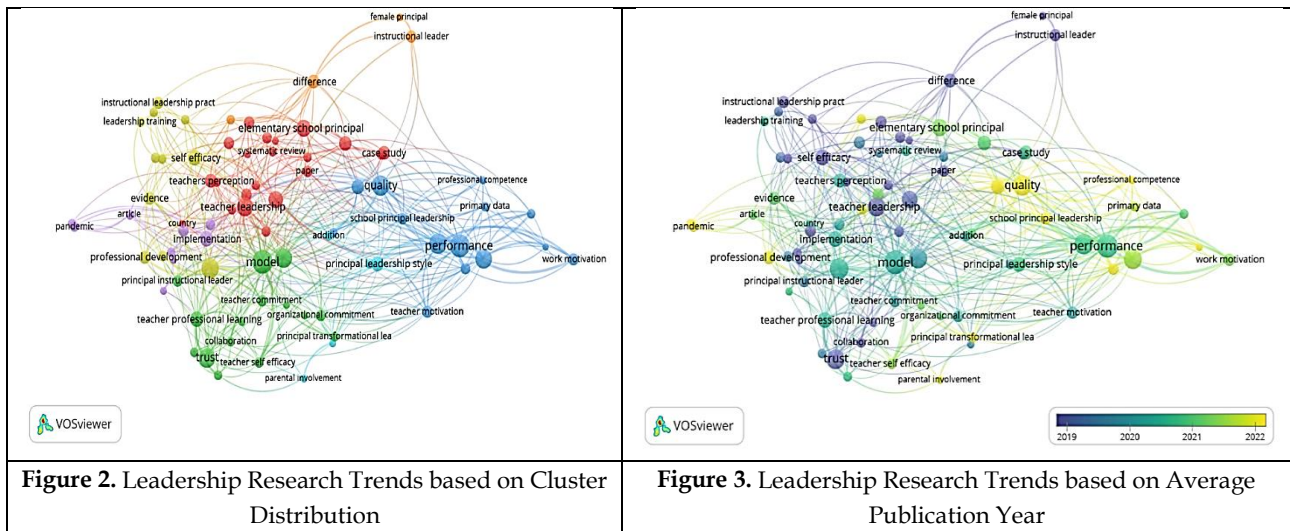 female principal
instructional leader
difference
instructional leadership pract
leadership training
elementary school principal
systematic review
case study
self efficacy
paper
teachers perception
quality
professional competence
evidence
teacher leadership
primary data
article
pandemic
country
school principal leadership
implementation
addition
performance
professional development
model
principal leadership style
work motivation
principal instructional leader
teacher commitment
teacher professional learning
organizational commitment
teacher motivation
collaboration
principal transformational lea
trust
teacher self efficacy
parental involvement
VOSviewer
Figure 2. Leadership Research Trends based on Cluster
Distribution
female principal
instructional leader
difference
instructional leadership pract
leadership training
elementary school principal
systematic review
case study
self efficacy
paper
teachers perception
quality
professional competence
evidence
teacher leadership
primary data
article
pandemic
country
school principal leadership
implementation
addition
performance
professional development
model
principal leadership style
work motivation
principal instructional leader
teacher commitment
teacher professional learning
organizational commitment
teacher motivation
collaboration
principal transformational lea
trust
teacher self efficacy
parental involvement
VOSviewer
2019 2020 2021 2022
Figure 3. Leadership Research Trends based on Average
Publication Year